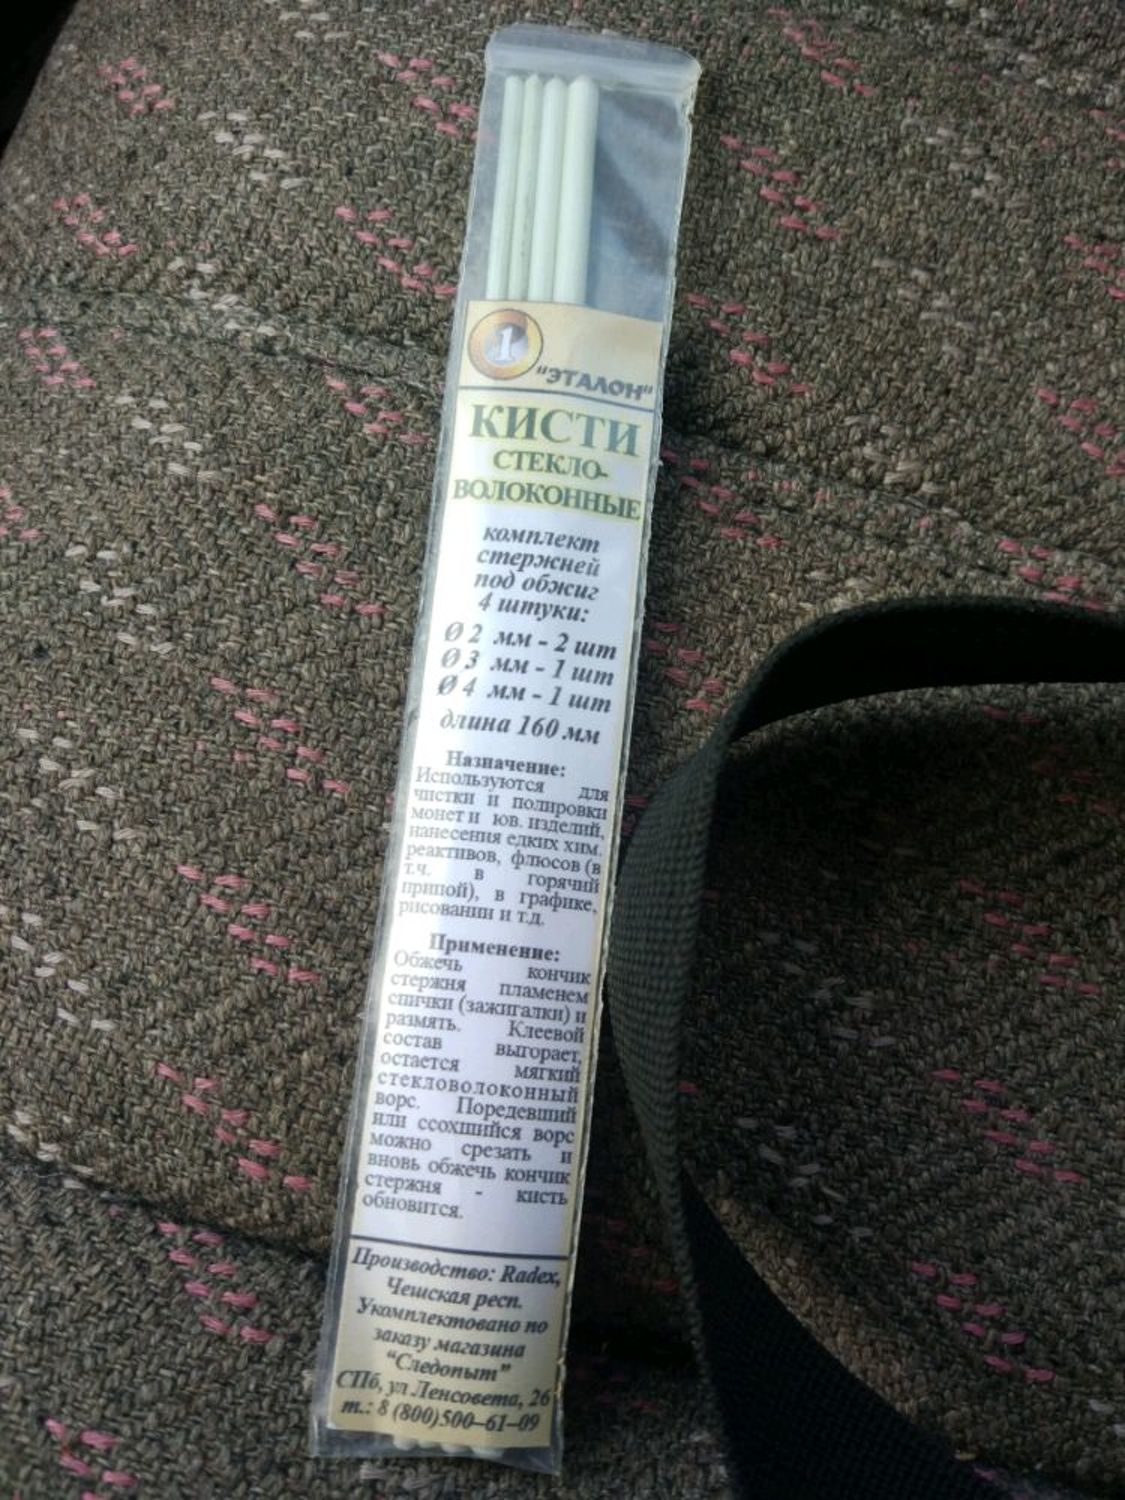 1
"ЭТАЛОН"
КИСТИ
СТЕКЛО-
ВОЛОКОННЫЕ
комплект
стержней
под обжиг
4 штуки:
Ø 2 мм - 2 шт
Ø 3 мм - 1 шт
Ø 4 мм - 1 шт
длина 160 мм
Назначение:
Используются для
чистки и полировки
монет и юв. изделий,
нанесения едких хим.
реактивов, флюсов (в
т.ч. в горячий
припой), в графике,
рисовании и т.д.
Применение:
Обжечь кончик
стержня пламенем
спички (зажигалки) и
размять. Клеевой
состав выгорает,
остается мягкий
стекловолоконный
ворс. Поредевший
или ссохшийся ворс
можно срезать и
вновь обжечь кончик
стержня - кисть
обновится.
Производство: Radex,
Чешская респ.
Укомплектовано по
заказу магазина
"Следопыт"
СПб, ул Ленсовета, 26
т.: 8 (800)500–61–09